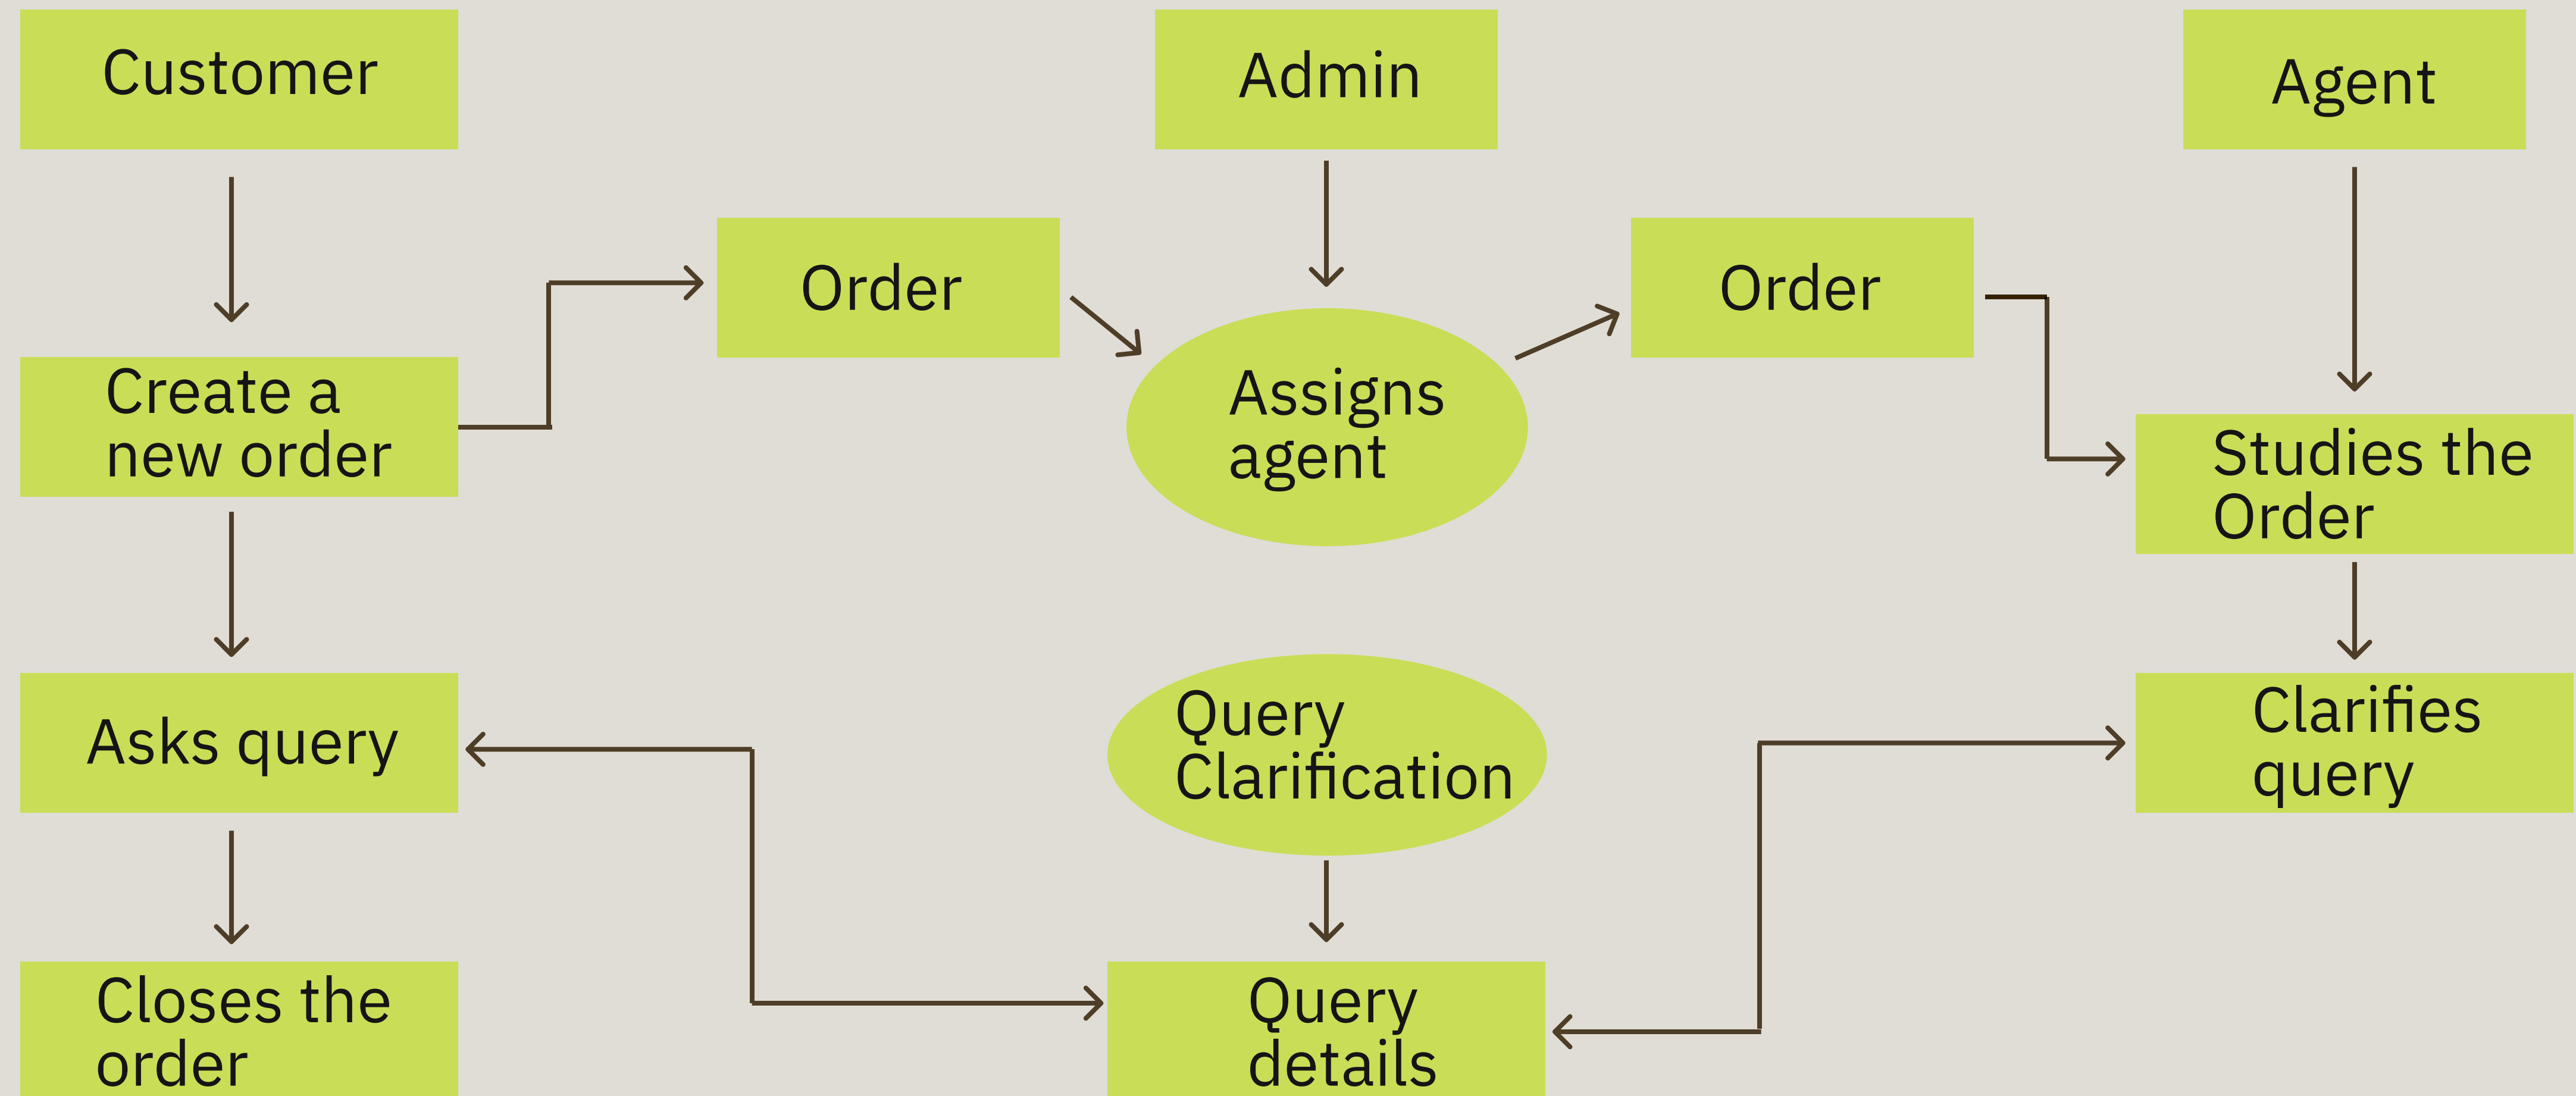 Customer
Admin
Agent
Order
Order
Create a
new order
Assigns
agent
Studies the
Order
Asks query
Query
Clarification
Clarifies
query
Closes the
order
Query
details